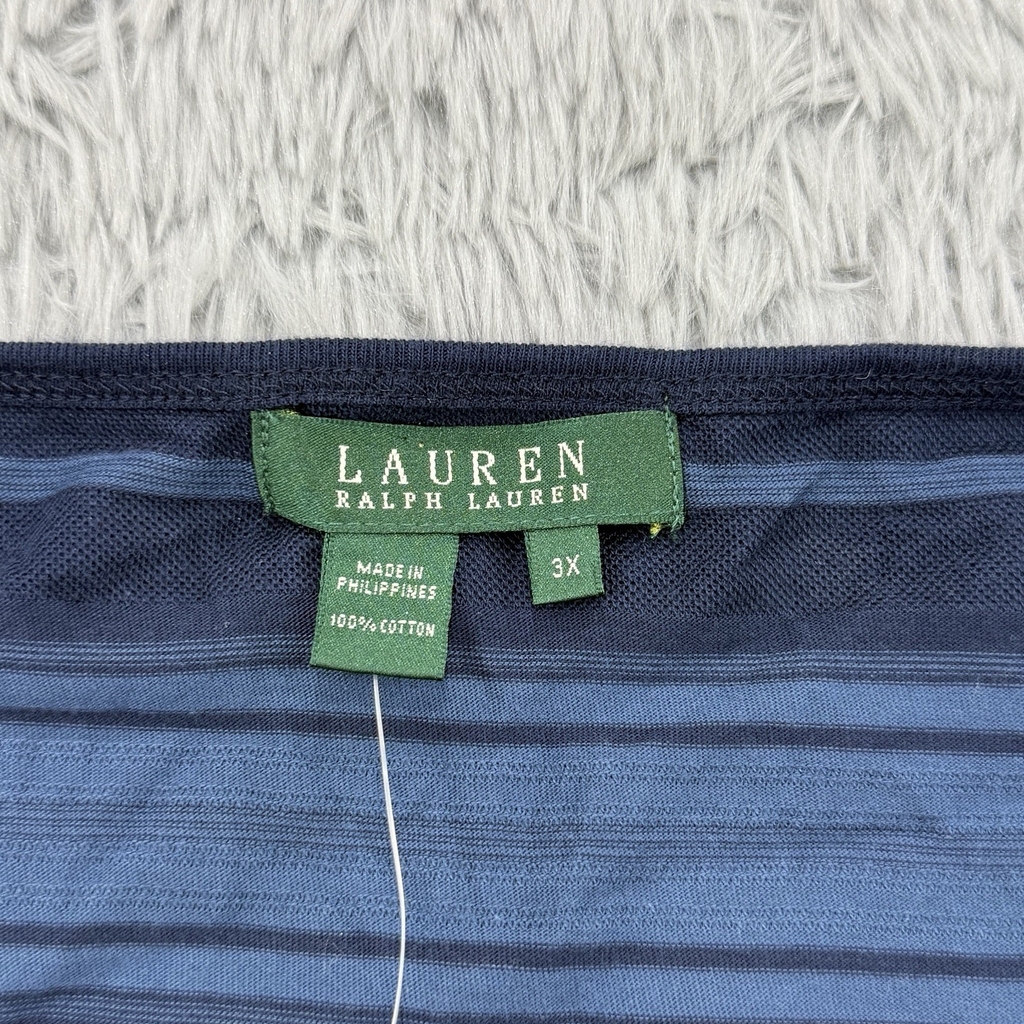 LAUREN
RALPH LAUREN
MADE IN
PHILIPPINES
100% COTTON
3X